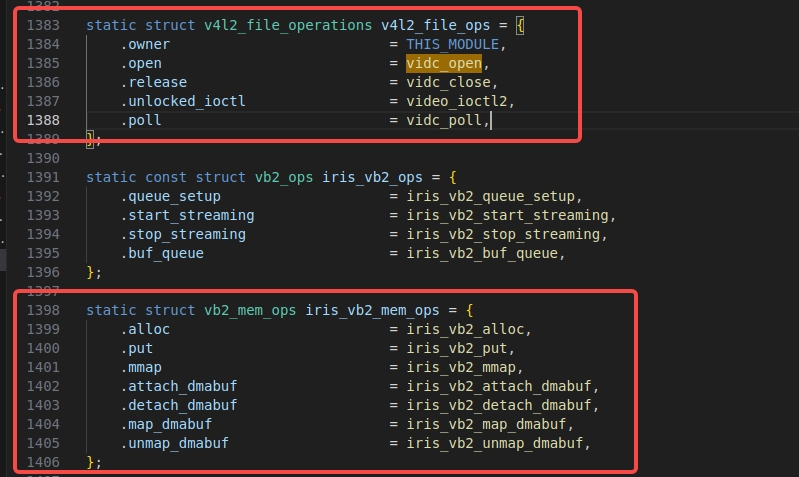 1382
1383 static struct v4l2_file_operations v4l2_file_ops = {
1384     .owner                          = THIS_MODULE,
1385     .open                           = vidc_open,
1386     .release                        = vidc_close,
1387     .unlocked_ioctl                 = video_ioctl2,
1388     .poll                           = vidc_poll,
1389 };
1390
1391 static const struct vb2_ops iris_vb2_ops = {
1392     .queue_setup                    = iris_vb2_queue_setup,
1393     .start_streaming                = iris_vb2_start_streaming,
1394     .stop_streaming                 = iris_vb2_stop_streaming,
1395     .buf_queue                      = iris_vb2_buf_queue,
1396 };
1397
1398 static struct vb2_mem_ops iris_vb2_mem_ops = {
1399     .alloc                          = iris_vb2_alloc,
1400     .put                            = iris_vb2_put,
1401     .mmap                           = iris_vb2_mmap,
1402     .attach_dmabuf                  = iris_vb2_attach_dmabuf,
1403     .detach_dmabuf                  = iris_vb2_detach_dmabuf,
1404     .map_dmabuf                     = iris_vb2_map_dmabuf,
1405     .unmap_dmabuf                   = iris_vb2_unmap_dmabuf,
1406 };